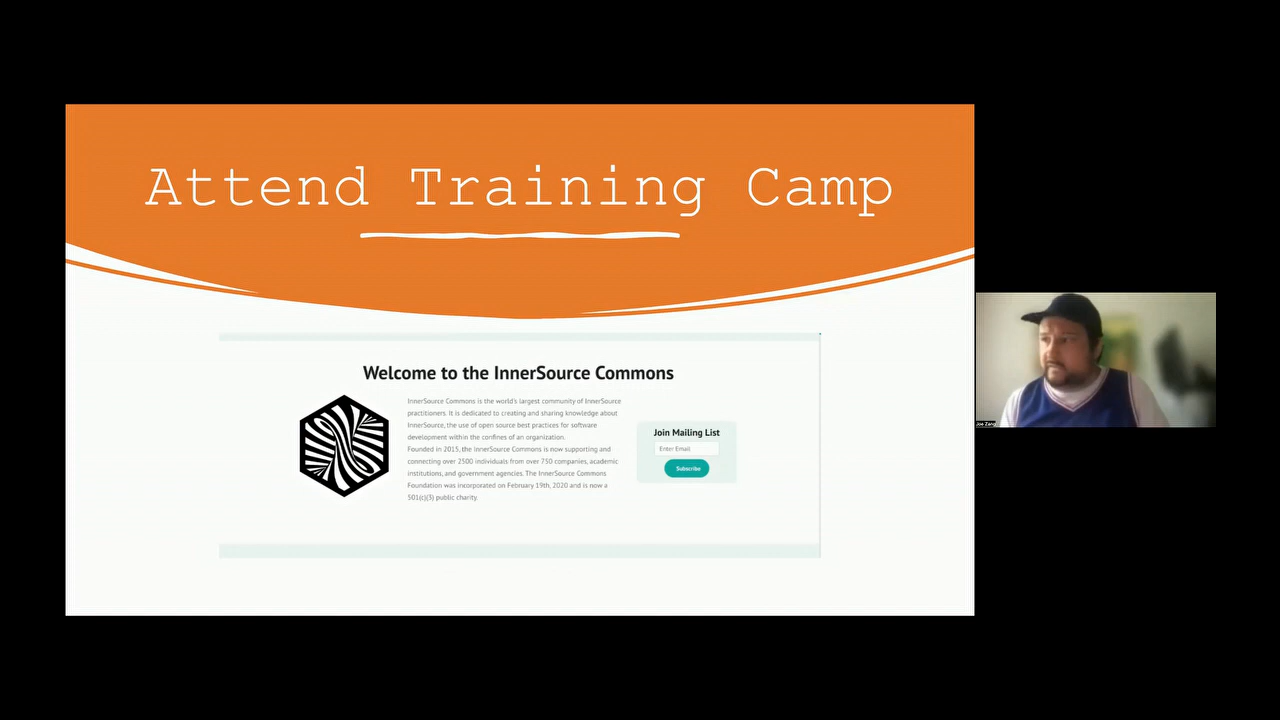 Attend Training Camp
Welcome to the InnerSource Commons
InnerSource Commons is the world's largest community of InnerSource
practitioners. It is dedicated to creating and sharing knowledge about
InnerSource, the use of open source best practices for software
development within the confines of an organization.
Founded in 2015, the InnerSource Commons is now supporting and
connecting over 2500 individuals from over 750 companies, academic
institutions, and government agencies. The InnerSource Commons
Foundation was incorporated on February 19th, 2020 and is now a
501(c)(3) public charity.
Join Mailing List
Enter Email
Subscribe
Joe Zang